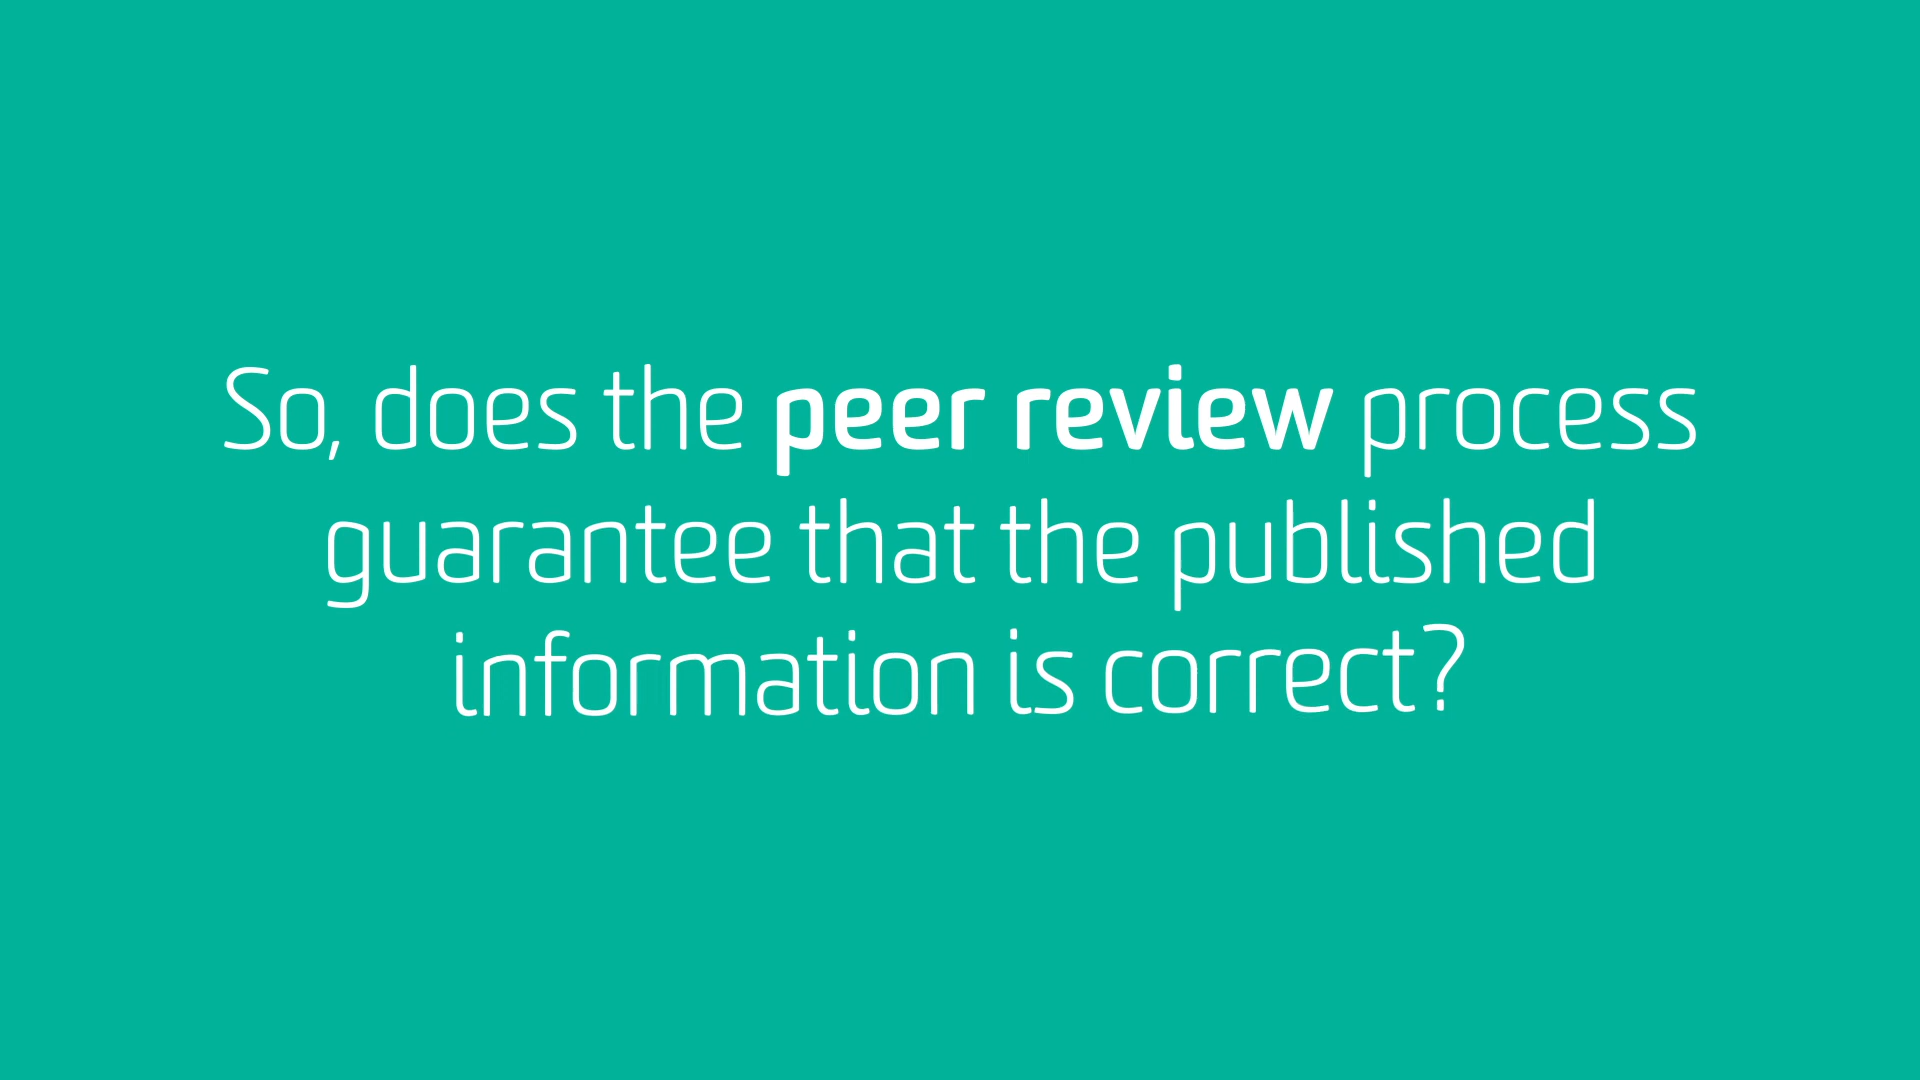 So, does the peer review process
guarantee that the published
information is correct?